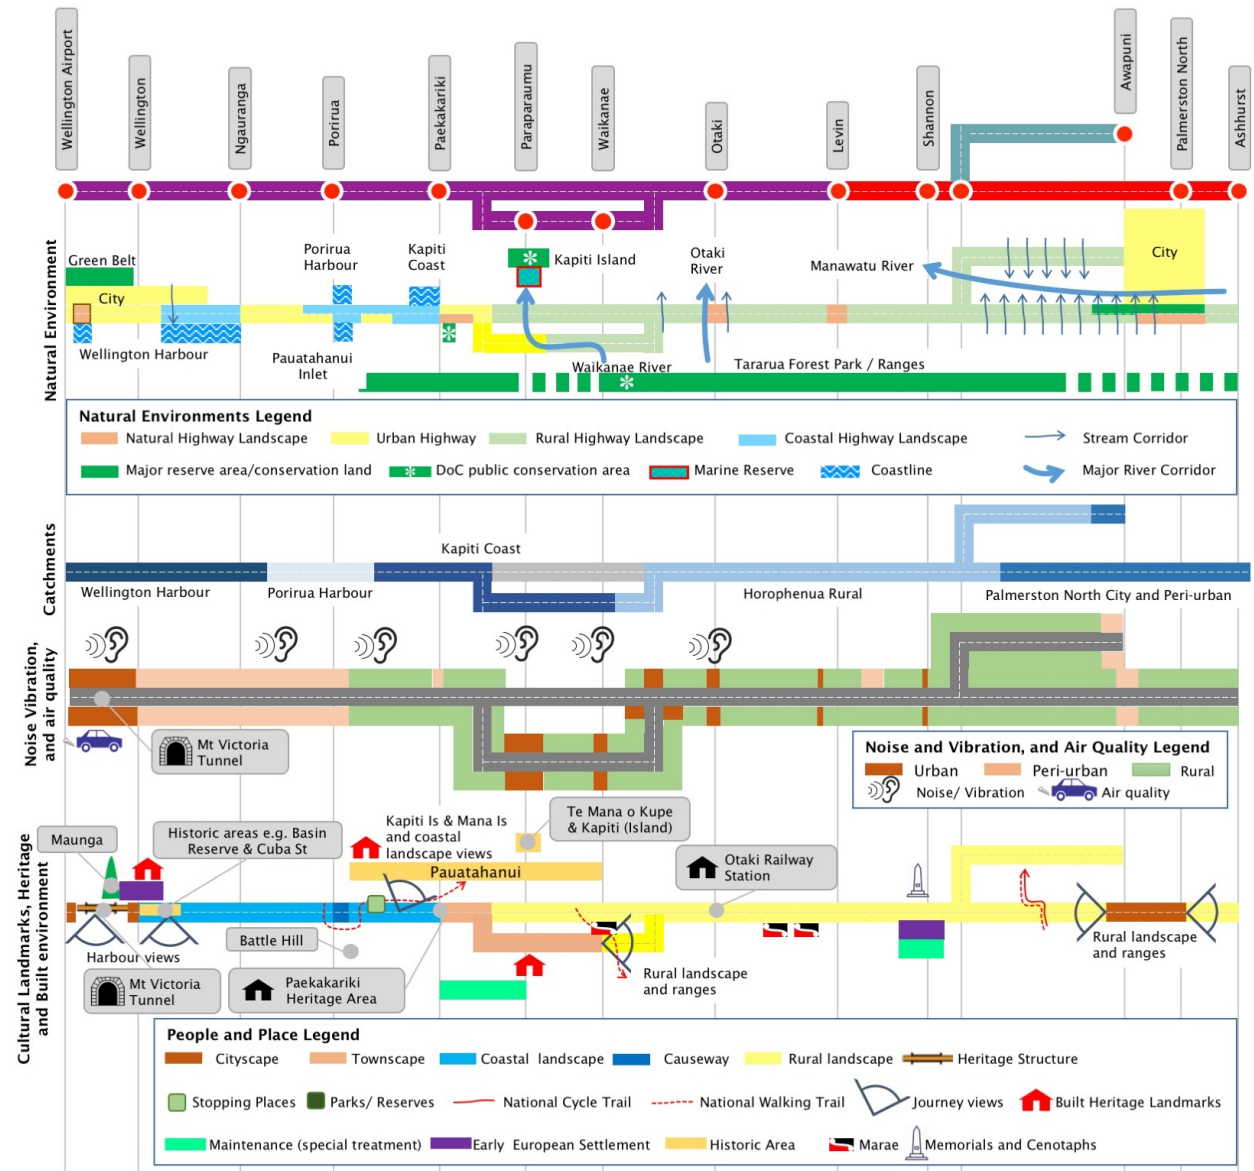 Wellington Airport
Wellington
Ngauranga
Porirua
Paekakariki
Paraparaumu
Waikanae
Otaki
Levin
Shannon
Awapuni
Palmerston North
Ashhurst
Natural Environment
Green Belt
City
Wellington Harbour
Porirua
Harbour
Pauatahanui
Inlet
Kapiti
Coast
Kapiti Island
Waikanae River
Otaki
River
Manawatu River
City
Tararua Forest Park / Ranges
Natural Environments Legend
Natural Highway Landscape
Urban Highway
Rural Highway Landscape
Coastal Highway Landscape
Stream Corridor
Major reserve area/conservation land
DoC public conservation area
Marine Reserve
Coastline
Major River Corridor
Catchments
Wellington Harbour
Porirua Harbour
Kapiti Coast
Horophenua Rural
Palmerston North City and Peri-urban
Noise Vibration,
and air quality
Mt Victoria
Tunnel
Noise and Vibration, and Air Quality Legend
Urban
Peri-urban
Rural
Noise/ Vibration
Air quality
Cultural Landmarks, Heritage
and Built environment
Maunga
Historic areas e.g. Basin
Reserve & Cuba St
Kapiti Is & Mana Is
and coastal
landscape views
Te Mana o Kupe
& Kapiti (Island)
Pauatahanui
Otaki Railway
Station
Harbour views
Battle Hill
Mt Victoria
Tunnel
Paekakariki
Heritage Area
Rural landscape
and ranges
Rural landscape
and ranges
People and Place Legend
Cityscape
Townscape
Coastal landscape
Causeway
Rural landscape
Heritage Structure
Stopping Places
Parks/ Reserves
National Cycle Trail
National Walking Trail
Journey views
Built Heritage Landmarks
Maintenance (special treatment)
Early European Settlement
Historic Area
Marae
Memorials and Cenotaphs